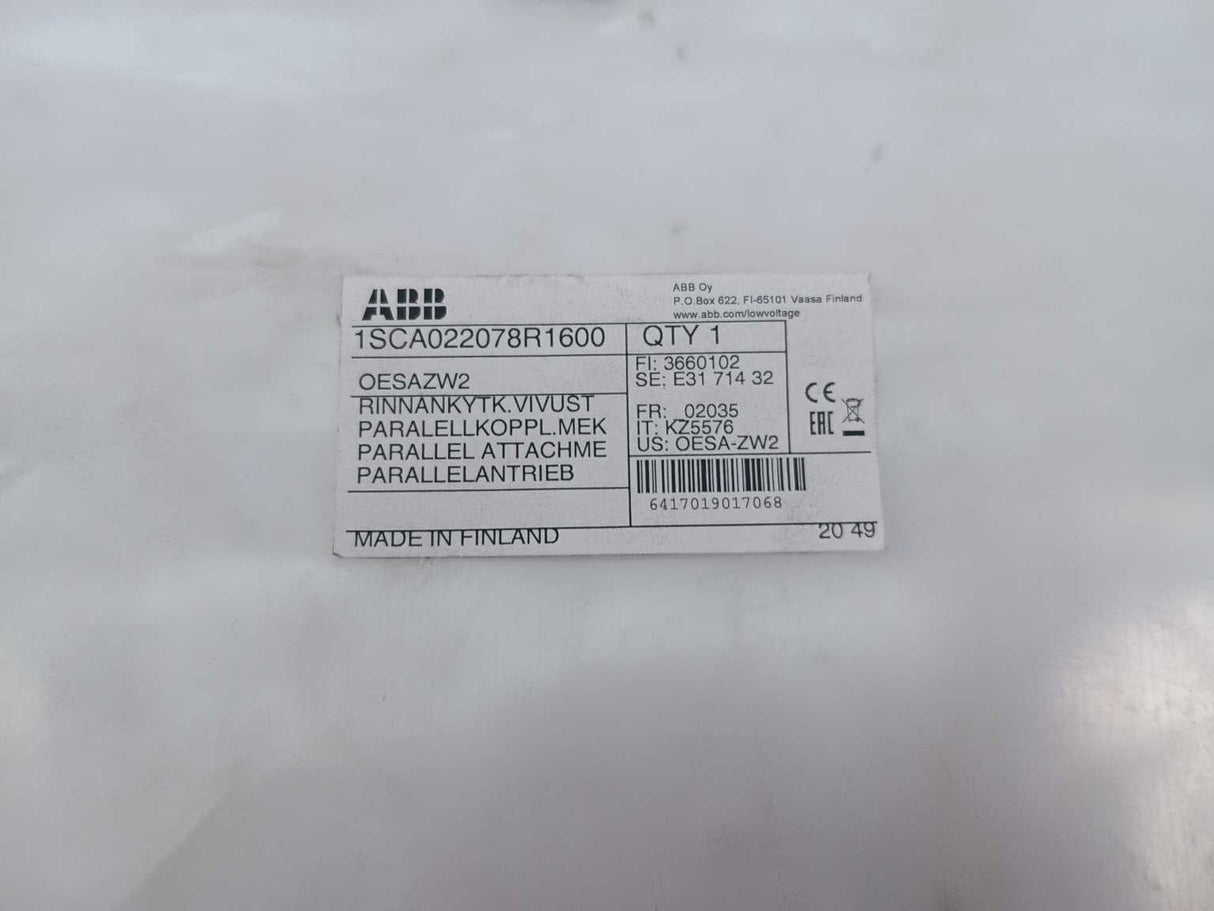 ABB
ABB Oy
P.O.Box 622, FI-65101 Vaasa Finland
www.abb.com/lowvoltage
1SCA022078R1600
QTY 1
OESAZW2
RINNANKYTK.VIVUST
PARALELLKOPPL.MEK
PARALLEL ATTACHME
PARALLELANTRIEB
FI: 3660102
SE: E31 714 32
FR: 02035
IT: KZ5576
US: OESA-ZW2
CE
EAC
6417019017068
MADE IN FINLAND
20 49